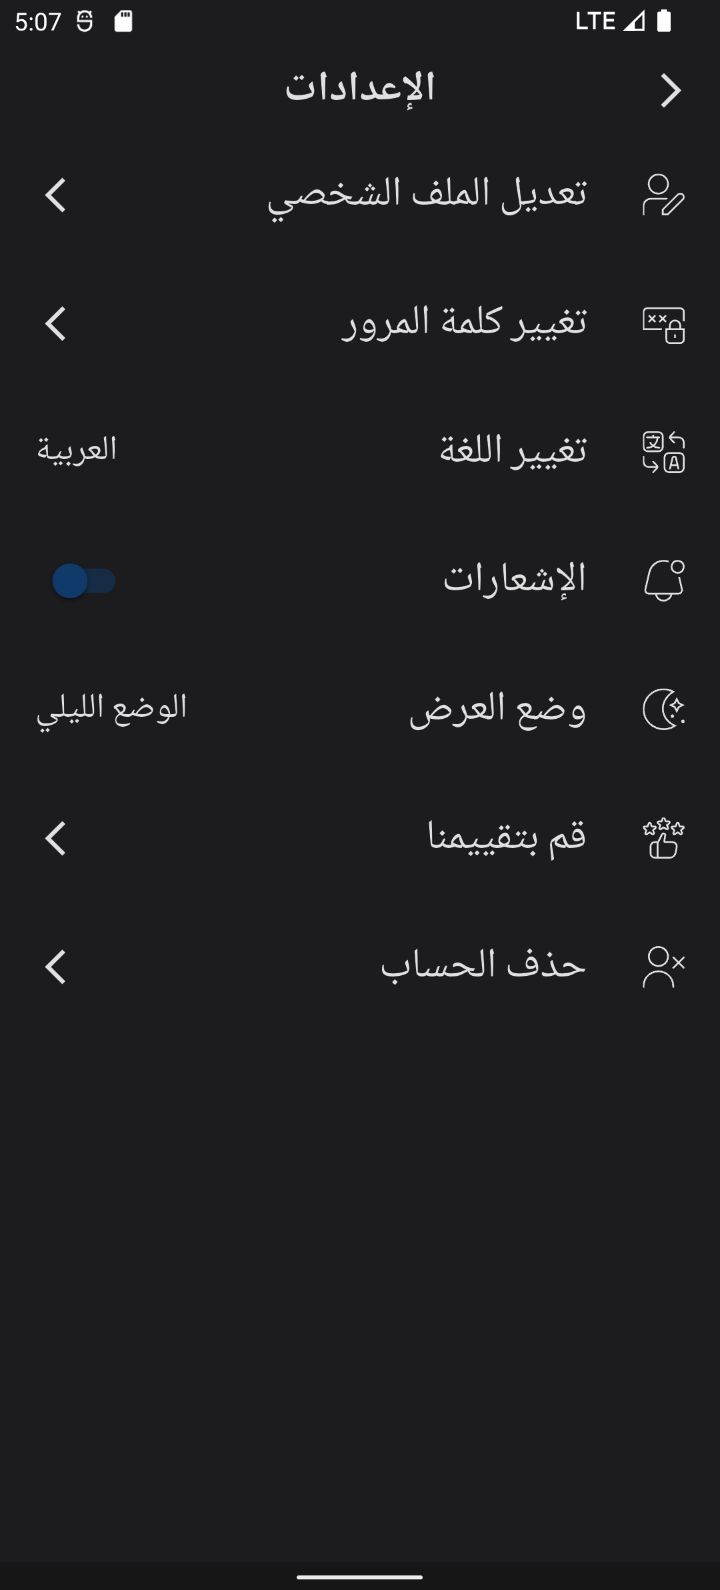 5:07 LTE
الإعدادات
تعديل الملف الشخصي
تغيير كلمة المرور
تغيير اللغة العربية
الإشعارات
وضع العرض الوضع الليلي
قم بتقييمنا
حذف الحساب